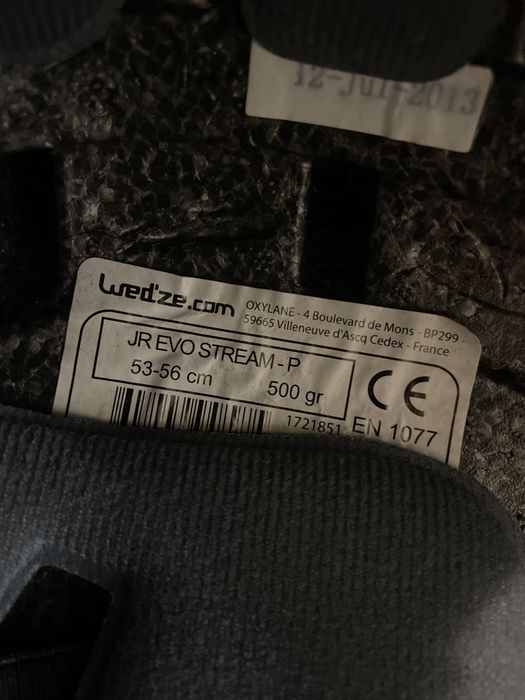 12-Jul-2013
Wed'ze.com
OXYLANE - 4 Boulevard de Mons - BP299 -
59665 Villeneuve d'Ascq Cedex - France
JR EVO STREAM - P
53-56 cm 500 gr
CE
1721851 EN 1077